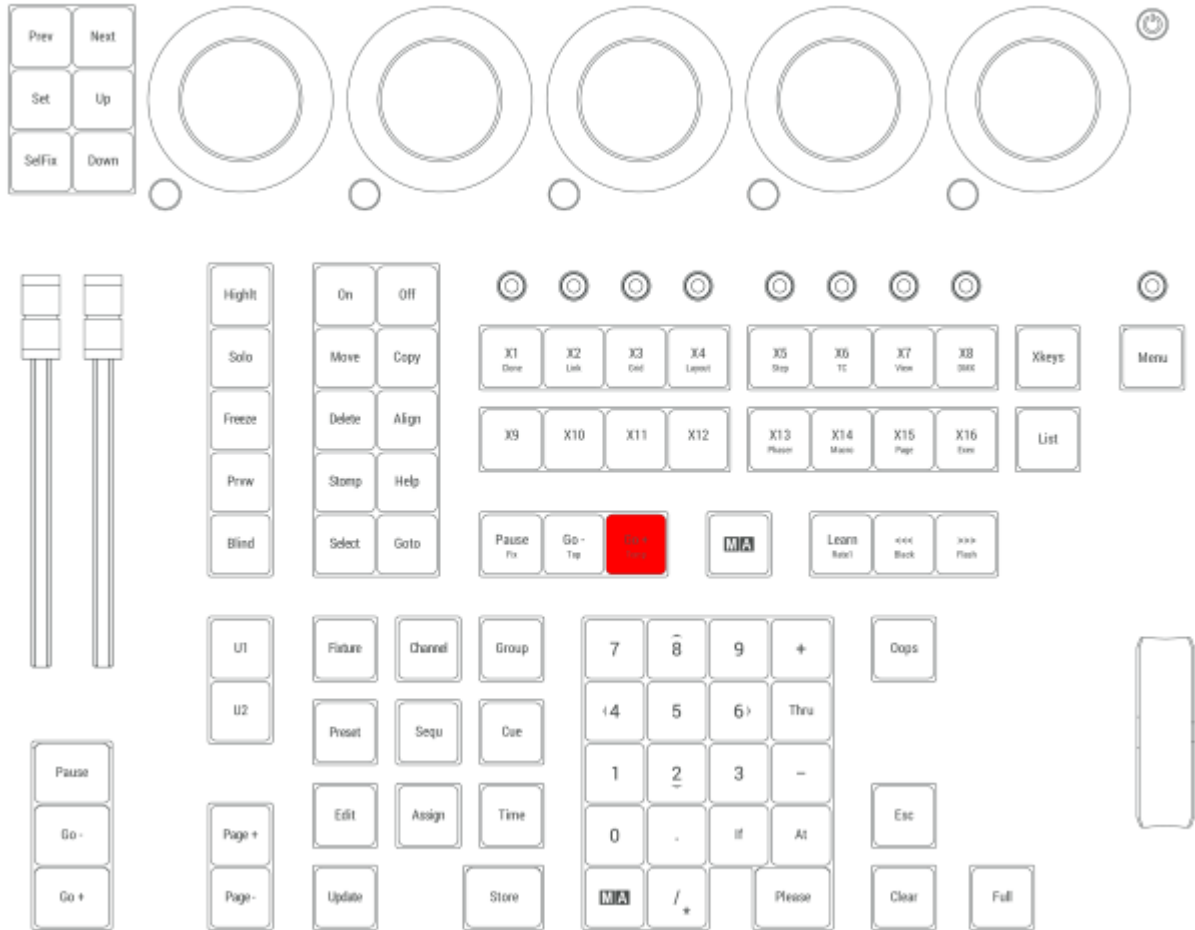 Prev Next
Set Up
SelFix Down
Highlt On Off
Solo Move Copy X1 X2 X3 X4 X5 X6 X7 X8 Xkeys Menu
Clone Link Grid Layout Step TC View DMX
Freeze Delete Align X9 X10 X11 X12 X13 X14 X15 X16 List
Phaser Macro Page Exec
Prvw Stomp Help
Blind Select Goto Pause Go - Go + MA Learn <<< >>>
Fix Top Temp Rate1 Black Flash
U1 Fixture Channel Group 7 8 9 + Oops
U2 Preset Sequ Cue 4 5 6 Thru
Pause 1 2 3 -
Go - Page + Edit Assign Time 0 . If At Esc
Go + Page - Update Store MA / * Please Clear Full